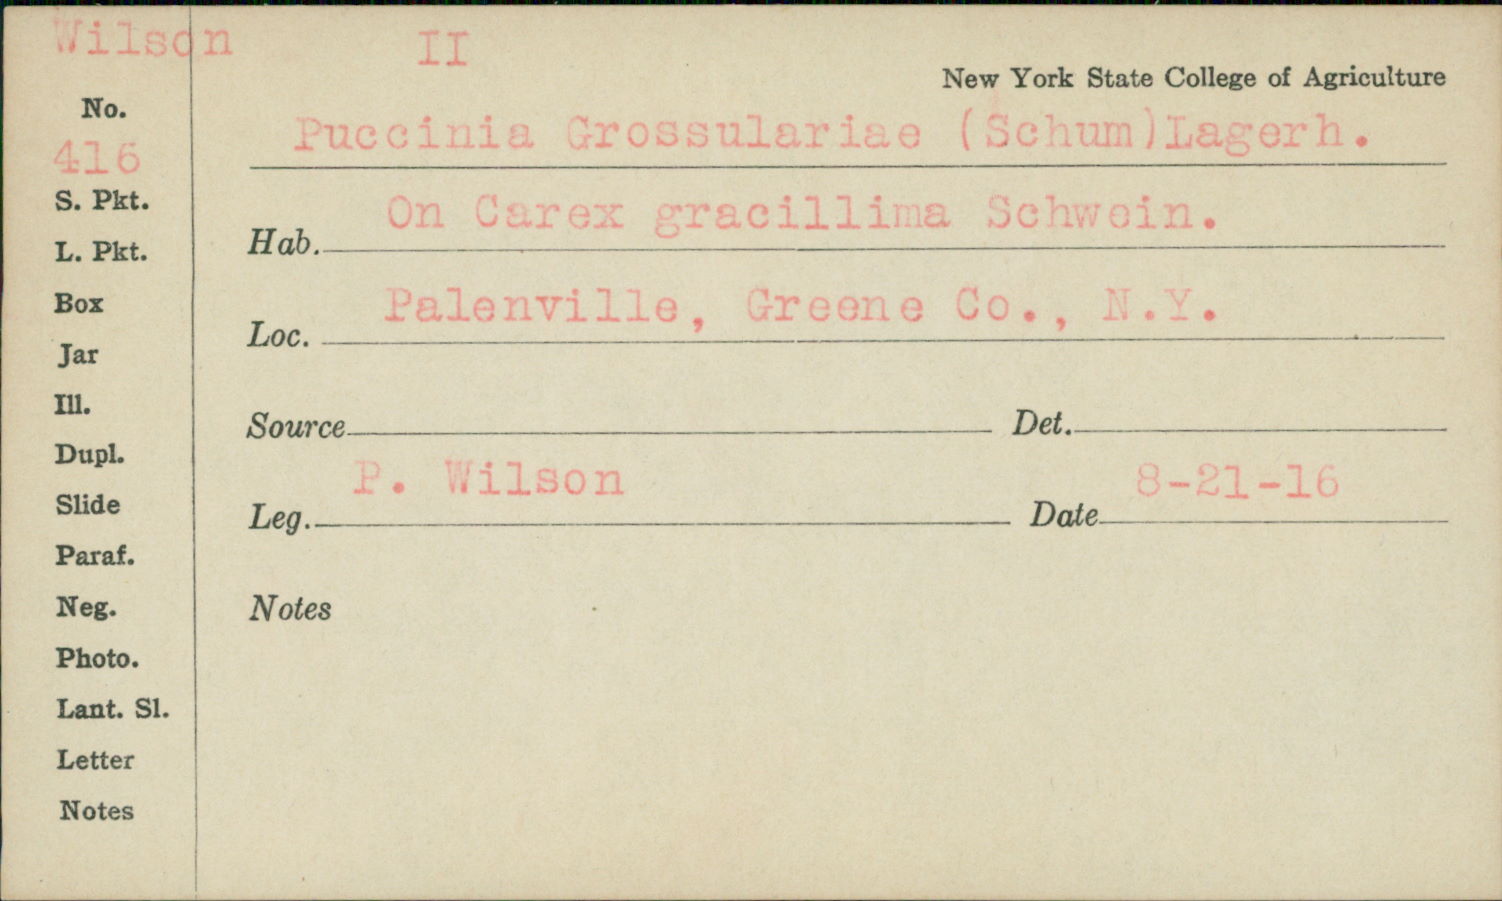 Wilson II
New York State College of Agriculture
No.
416
Puccinia Grossulariae (Schum)Lagerh.
S. Pkt.
Hab. On Carex gracillima Schwein.
L. Pkt.
Box
Loc. Palenville, Greene Co., N.Y.
Jar
Ill.
Source Det.
Dupl.
Slide
Leg. P. Wilson Date 8-21-16
Paraf.
Neg.
Notes
Photo.
Lant. Sl.
Letter
Notes